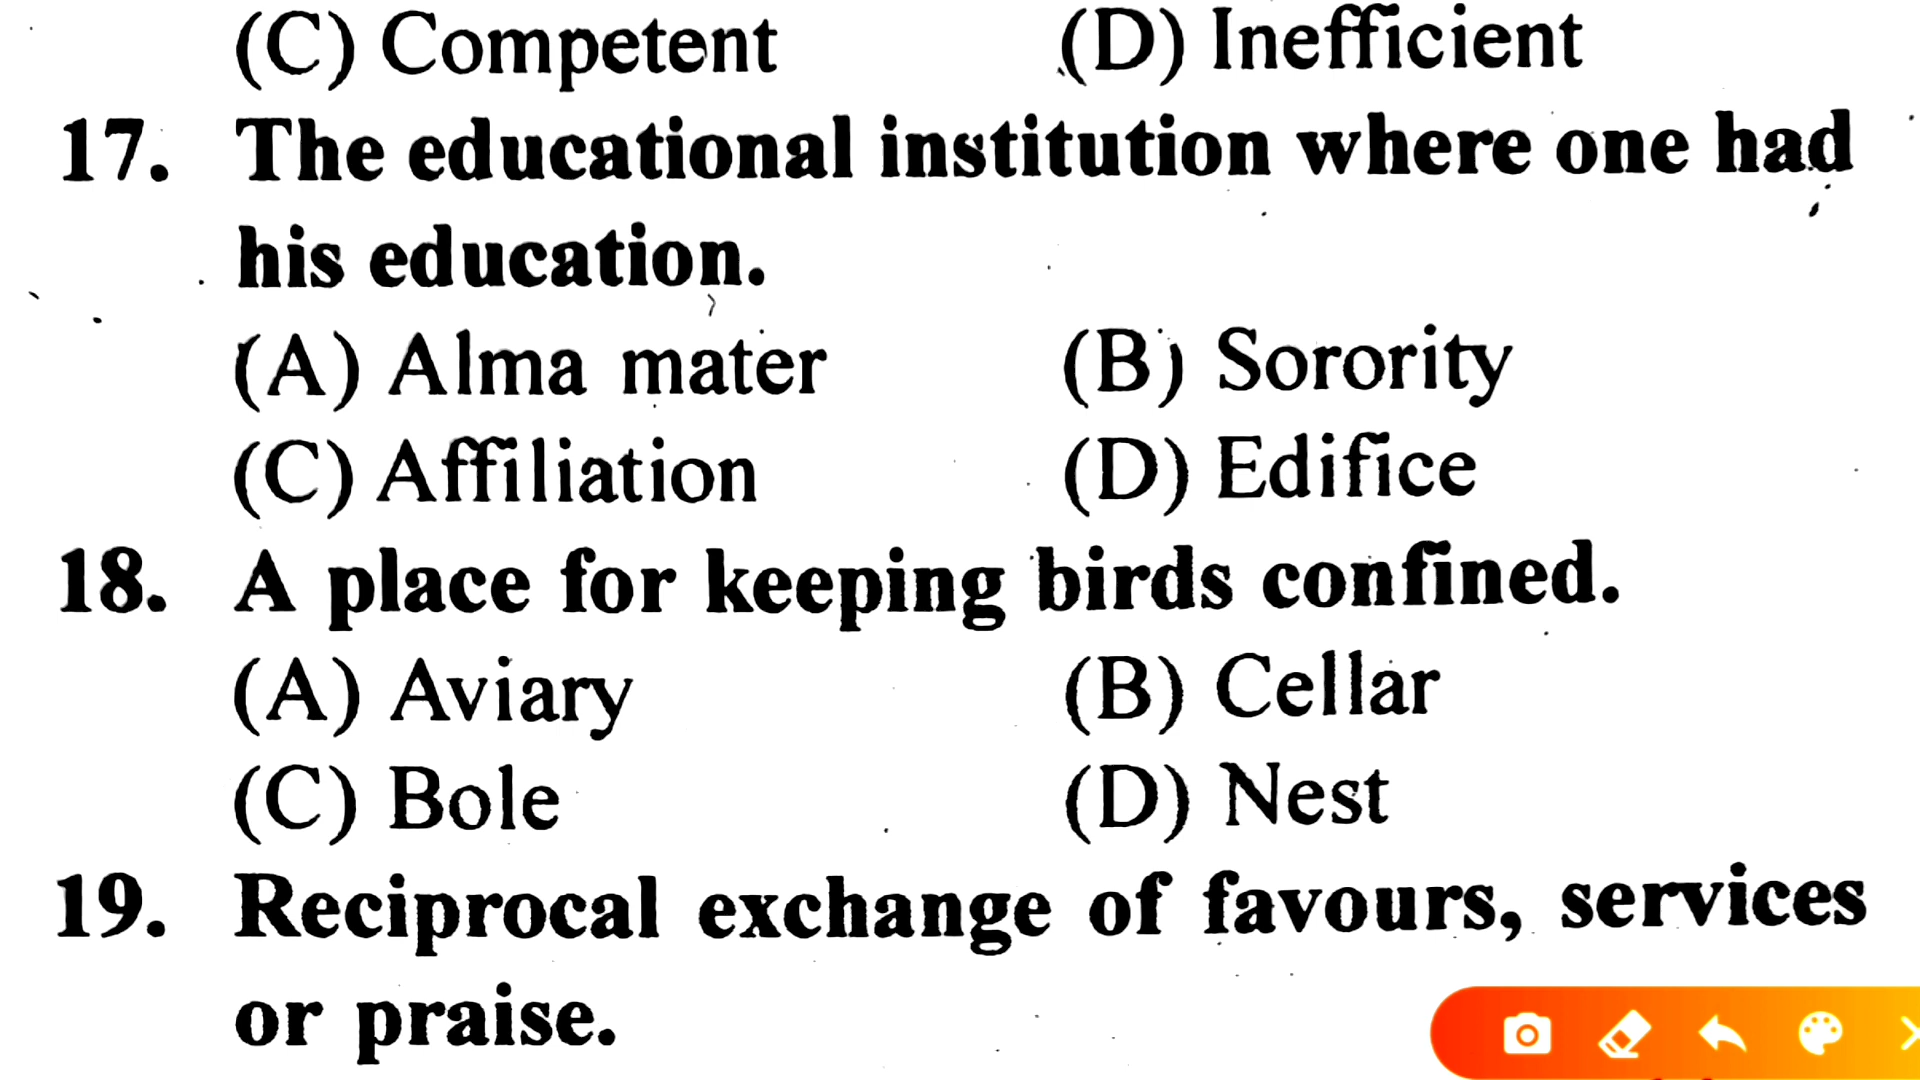 (C) Competent (D) Inefficient
17. The educational institution where one had
his education.
(A) Alma mater (B) Sorority
(C) Affiliation (D) Edifice
18. A place for keeping birds confined.
(A) Aviary (B) Cellar
(C) Bole (D) Nest
19. Reciprocal exchange of favours, services
or praise.